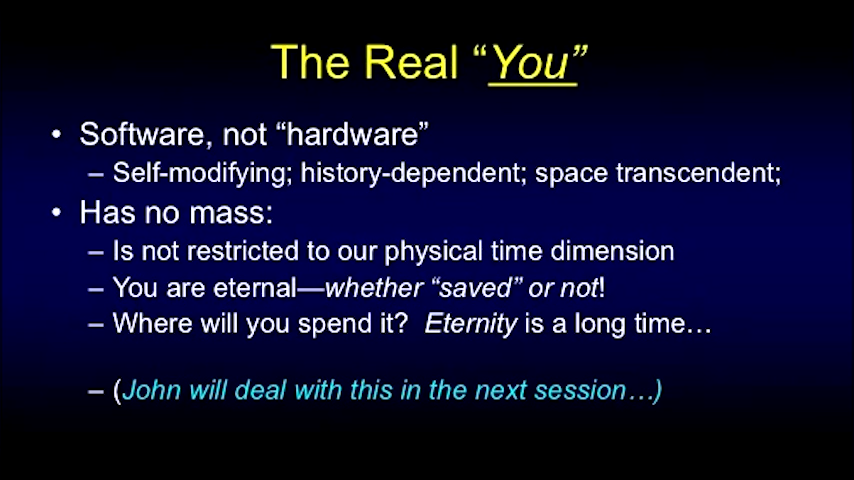 The Real “You”
• Software, not “hardware”
– Self-modifying; history-dependent; space transcendent;
• Has no mass:
– Is not restricted to our physical time dimension
– You are eternal—whether “saved” or not!
– Where will you spend it?  Eternity is a long time…
– (John will deal with this in the next session…)